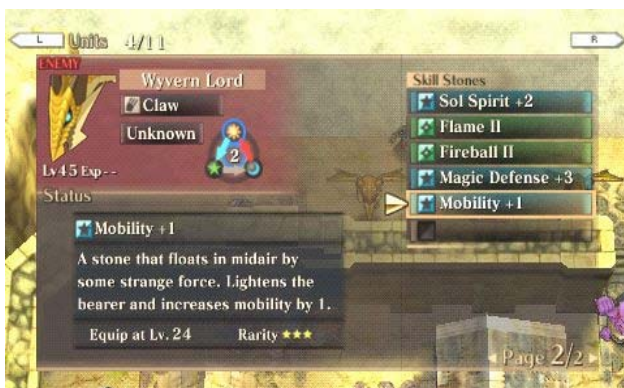 L Units 4/11 R
ENEMY
Wyvern Lord
Claw
Unknown
2
Lv45 Exp--
Status
Skill Stones
Sol Spirit +2
Flame II
Fireball II
Magic Defense +3
Mobility +1
Mobility +1
A stone that floats in midair by
some strange force. Lightens the
bearer and increases mobility by 1.
Equip at Lv. 24 Rarity ★★★
Page 2/2